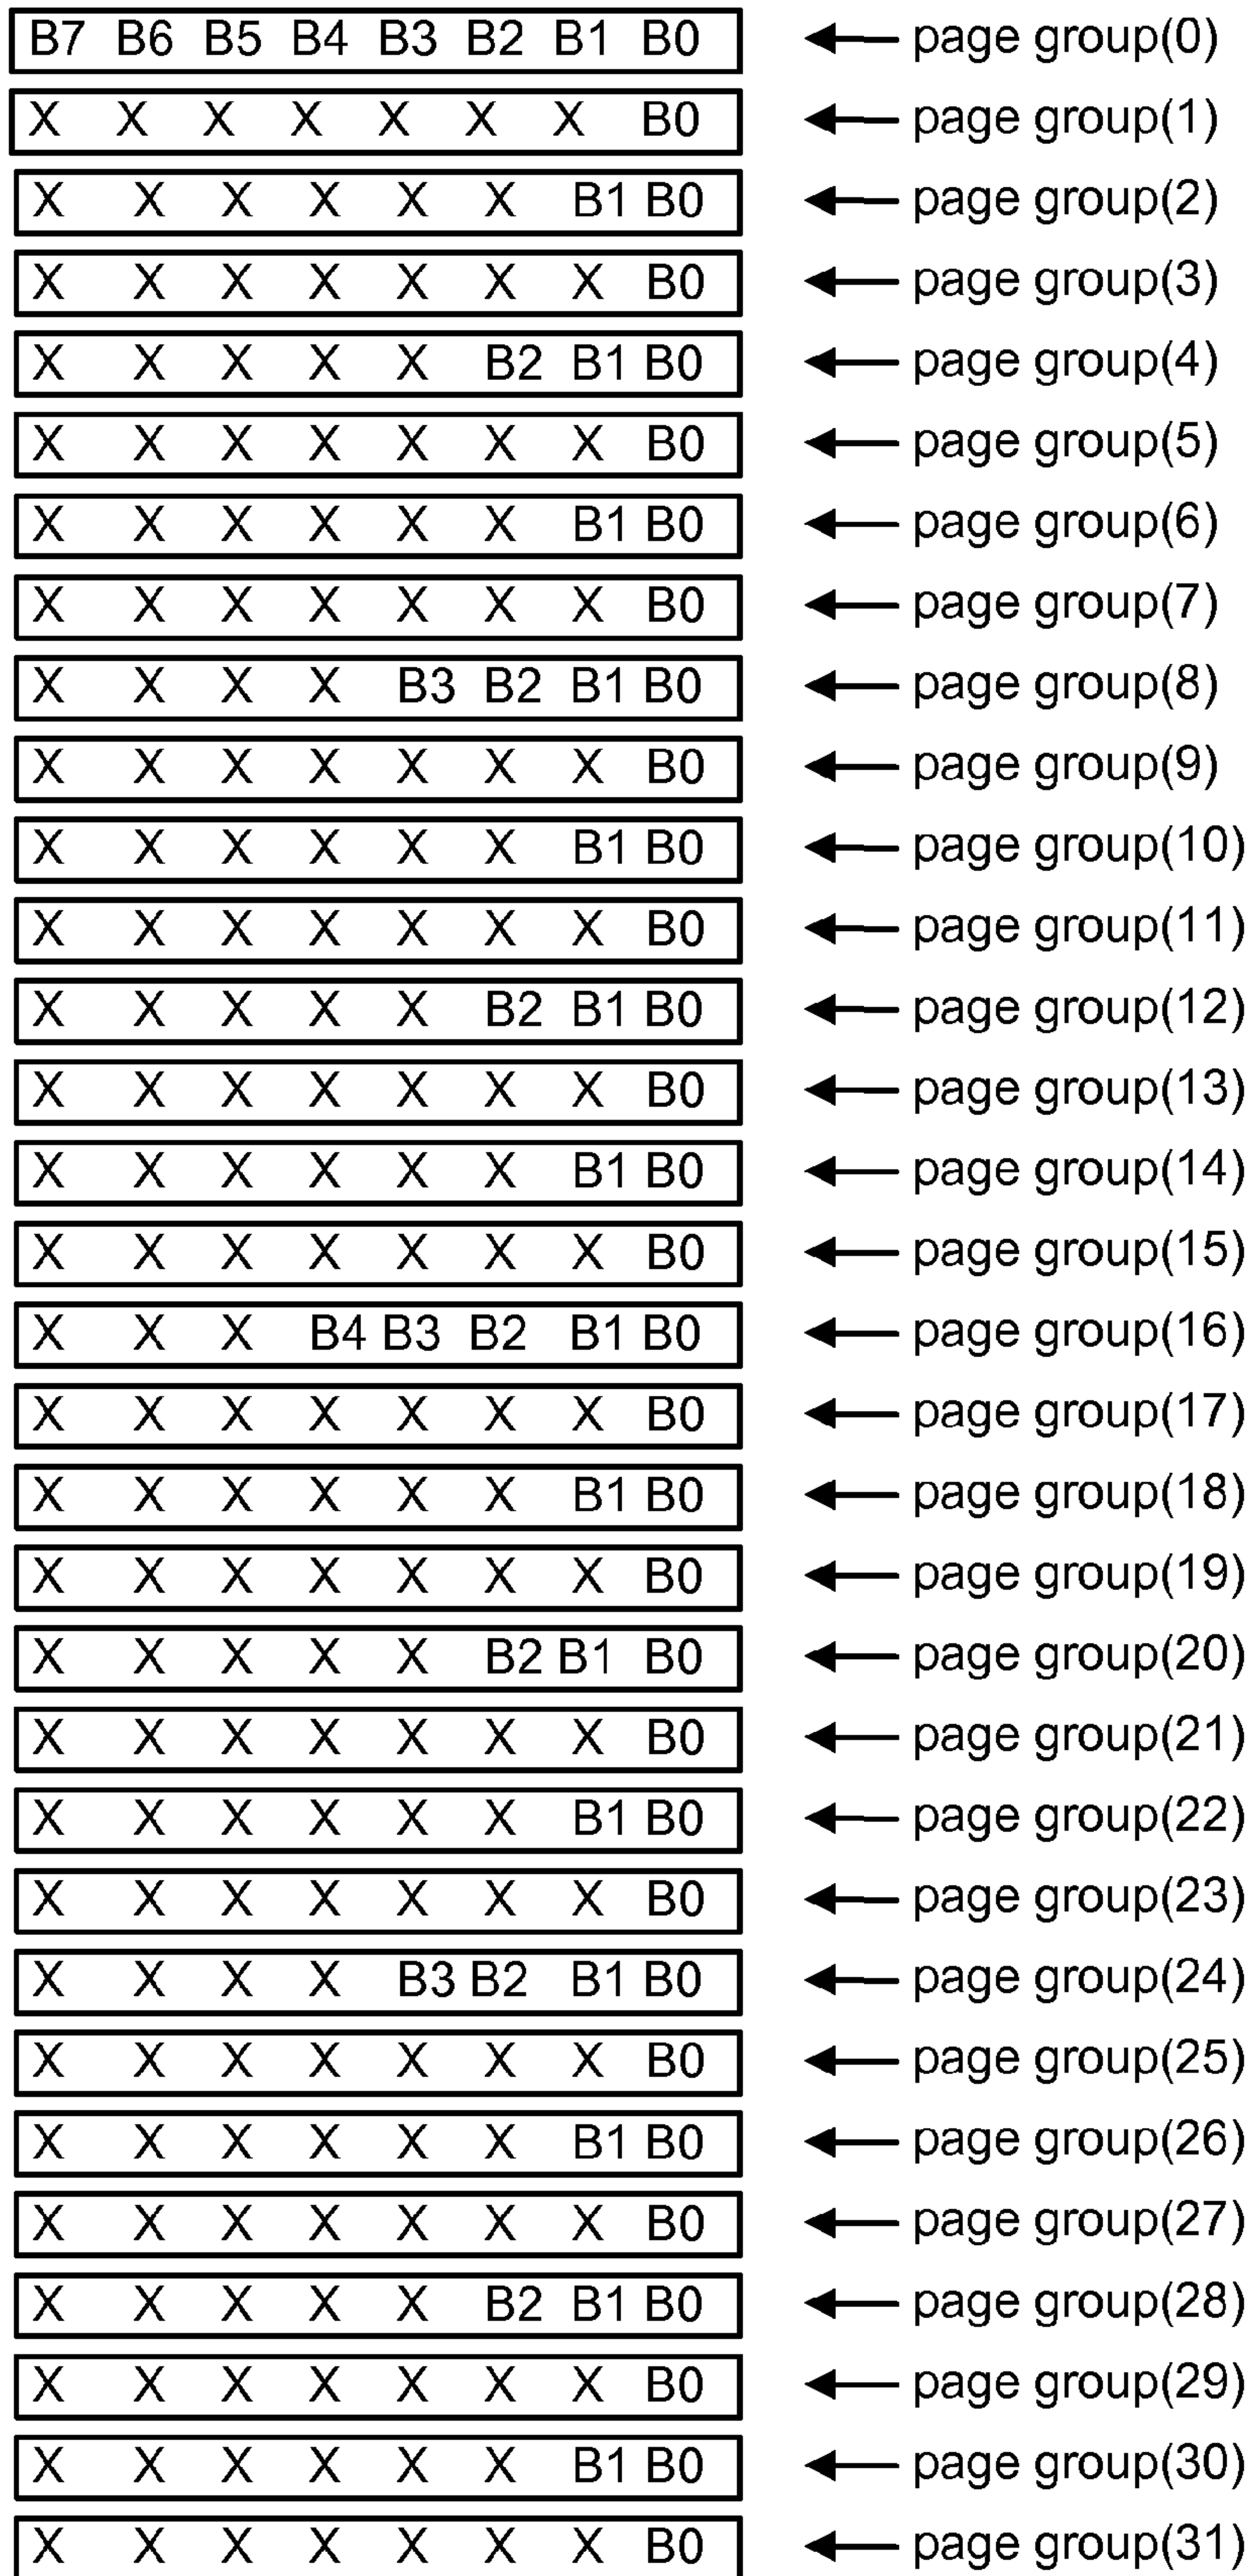 B7 B6 B5 B4 B3 B2 B1 B0 page group(0)
X X X X X X X B0 page group(1)
X X X X X X B1 B0 page group(2)
X X X X X X X B0 page group(3)
X X X X X B2 B1 B0 page group(4)
X X X X X X X B0 page group(5)
X X X X X X B1 B0 page group(6)
X X X X X X X B0 page group(7)
X X X X B3 B2 B1 B0 page group(8)
X X X X X X X B0 page group(9)
X X X X X X B1 B0 page group(10)
X X X X X X X B0 page group(11)
X X X X X B2 B1 B0 page group(12)
X X X X X X X B0 page group(13)
X X X X X X B1 B0 page group(14)
X X X X X X X B0 page group(15)
X X X B4 B3 B2 B1 B0 page group(16)
X X X X X X X B0 page group(17)
X X X X X X B1 B0 page group(18)
X X X X X X X B0 page group(19)
X X X X X B2 B1 B0 page group(20)
X X X X X X X B0 page group(21)
X X X X X X B1 B0 page group(22)
X X X X X X X B0 page group(23)
X X X X B3 B2 B1 B0 page group(24)
X X X X X X X B0 page group(25)
X X X X X X B1 B0 page group(26)
X X X X X X X B0 page group(27)
X X X X X B2 B1 B0 page group(28)
X X X X X X X B0 page group(29)
X X X X X X B1 B0 page group(30)
X X X X X X X B0 page group(31)